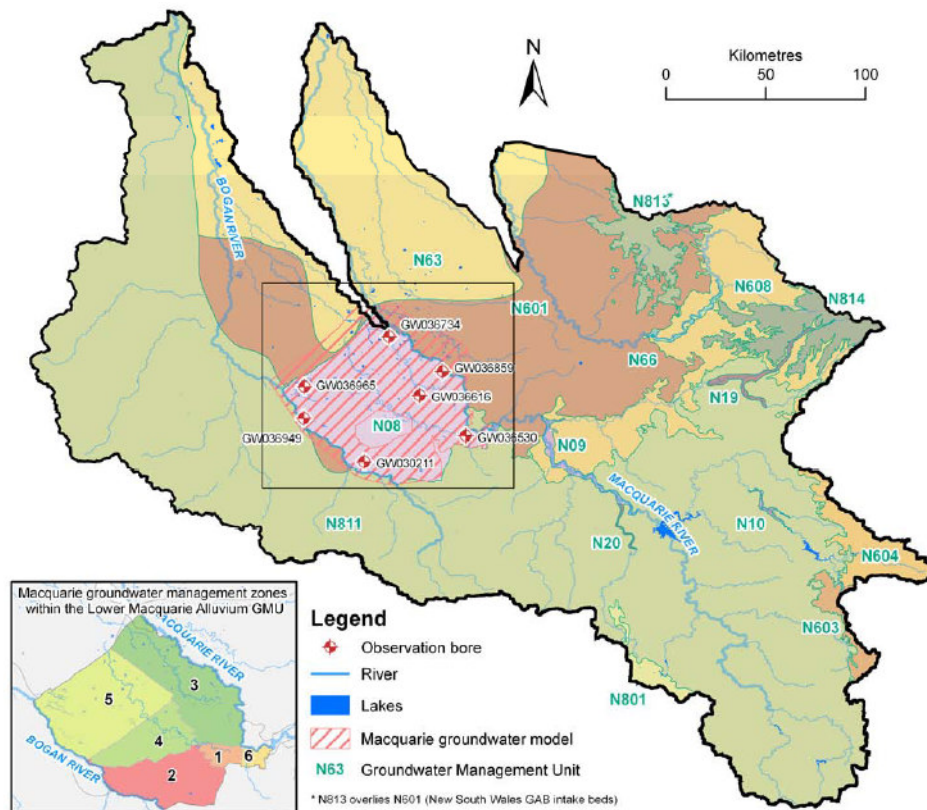 N
Kilometres
0 50 100
BOGAN RIVER
N813*
N63
N608
N601
N814
GW036734
N66
GW036859
GW036965
N19
GW036616
N08
GW036949
GW036530
N09
GW030211
MACQUARIE RIVER
N811
N10
N20
N604
N603
N801
Macquarie groundwater management zones
within the Lower Macquarie Alluvium GMU
MACQUARIE RIVER
3
5
4
1
6
BOGAN RIVER
2
Legend
Observation bore
River
Lakes
Macquarie groundwater model
N63 Groundwater Management Unit
* N813 overlies N601 (New South Wales GAB intake beds)